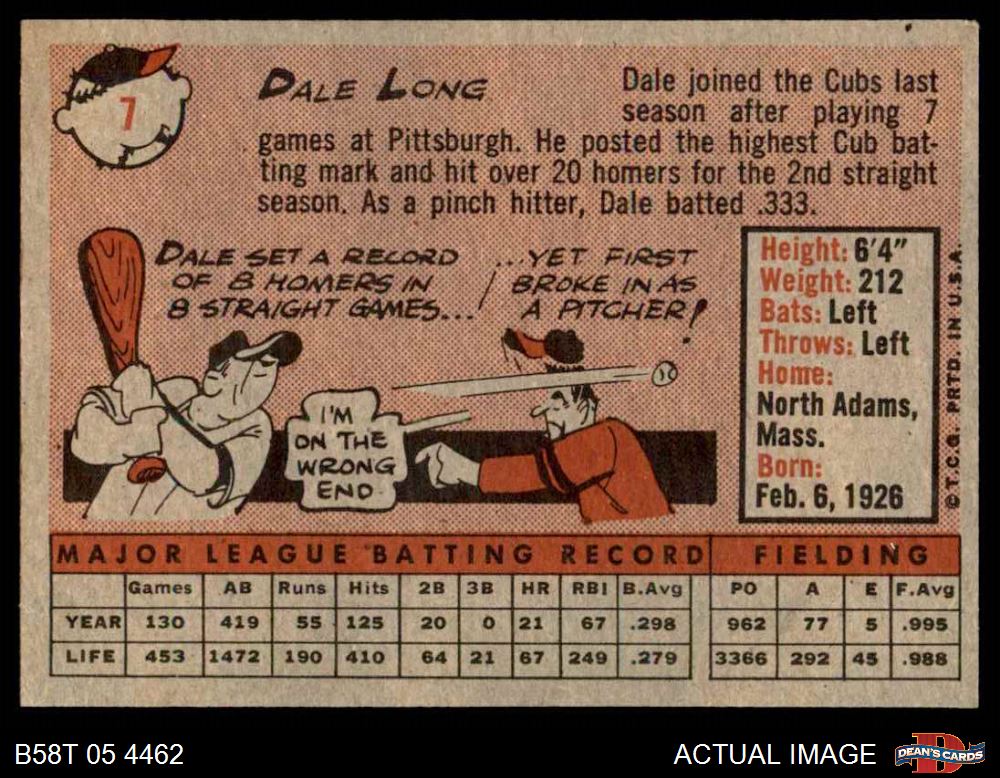 7
DALE LONG
Dale joined the Cubs last
season after playing 7
games at Pittsburgh. He posted the highest Cub bat-
ting mark and hit over 20 homers for the 2nd straight
season. As a pinch hitter, Dale batted .333.
DALE SET A RECORD
OF 8 HOMERS IN
8 STRAIGHT GAMES...
...YET FIRST
BROKE IN AS
A PITCHER!
I'M
ON THE
WRONG
END
Height: 6'4"
Weight: 212
Bats: Left
Throws: Left
Home:
North Adams,
Mass.
Born:
Feb. 6, 1926
© T.C.G. PRTD. IN U.S.A.
MAJOR LEAGUE BATTING RECORD FIELDING
Games AB Runs Hits 2B 3B HR RBI B.Avg PO A E F.Avg
YEAR 130 419 55 125 20 0 21 67 .298 962 77 5 .995
LIFE 453 1472 190 410 64 21 67 249 .279 3366 292 45 .988
B58T 05 4462
ACTUAL IMAGE
D
DEAN'S CARDS